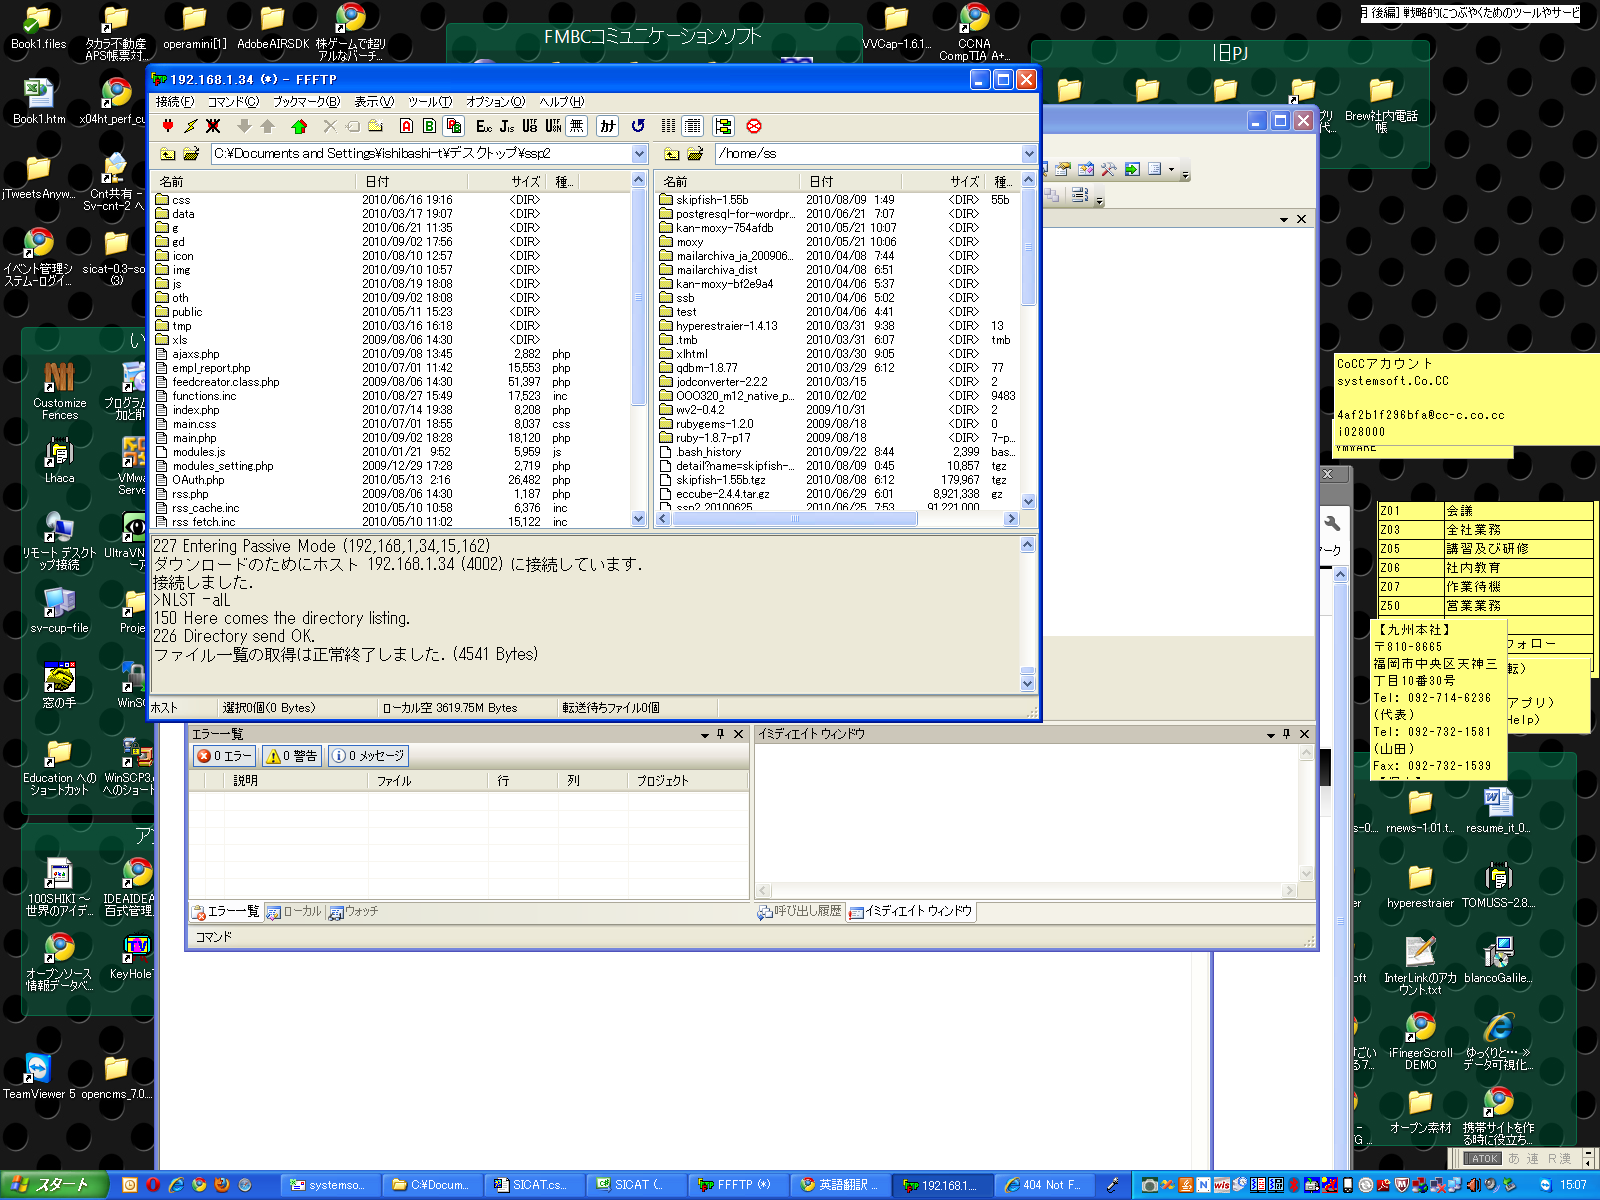 月 後編] 戦略的につぶやくためのツールやサービ
Book1.files
タカラ不動産
APS帳票対...
operamini[1]
AdobeAIRSDK
株ゲームで超リ
アルなバーチ...
FMBCコミュニケーションソフト
VVCap-1.6.1...
CCNA
CompTIA A+...
旧PJ
Book1.htm
x04ht_perf_cu
Brew社内電話
帳
jTweetsAnyw...
Cnt共有 -
Sv-cnt-2 へ
イベント管理シ
ステム-ログイ...
sicat-0.3-so
(3)
192.168.1.34 (*) - FFFTP
接続(F) コマンド(C) ブックマーク(B) 表示(V) ツール(T) オプション(O) ヘルプ(H)
C:¥Documents and Settings¥ishibashi-t¥デスクトップ¥ssp2
/home/ss
名前 日付 サイズ 種...
css 2010/06/16 19:16 <DIR>
data 2010/03/17 19:07 <DIR>
g 2010/06/21 11:35 <DIR>
gd 2010/09/02 17:56 <DIR>
icon 2010/08/10 12:57 <DIR>
img 2010/09/10 10:57 <DIR>
js 2010/08/19 18:08 <DIR>
oth 2010/09/02 18:08 <DIR>
public 2010/05/11 15:23 <DIR>
tmp 2010/03/16 16:18 <DIR>
xls 2009/08/06 14:30 <DIR>
ajaxs.php 2010/09/08 13:45 2,882 php
empl_report.php 2010/07/01 11:42 15,553 php
feedcreator.class.php 2009/08/06 14:30 51,397 php
functions.inc 2010/08/27 15:49 17,523 inc
index.php 2010/07/14 19:38 8,208 php
main.css 2010/07/01 18:55 8,037 css
main.php 2010/09/02 18:28 18,120 php
modules.js 2010/01/21 9:52 5,959 js
modules_setting.php 2009/12/29 17:28 2,719 php
OAuth.php 2010/05/13 2:16 26,482 php
rss.php 2009/08/06 14:30 1,187 php
rss_cache.inc 2010/05/10 10:58 6,376 inc
rss_fetch.inc 2010/05/10 11:02 15,122 inc
名前 日付 サイズ 種...
skipfish-1.55b 2010/08/09 1:49 <DIR> 55b
postgresql-for-wordpr... 2010/06/21 7:07 <DIR>
kan-moxy-754afdb 2010/05/21 10:07 <DIR>
moxy 2010/05/21 10:06 <DIR>
mailarchiva_ja_200906... 2010/04/08 7:44 <DIR>
mailarchiva_dist 2010/04/08 6:51 <DIR>
kan-moxy-bf2e9a4 2010/04/06 5:37 <DIR>
ssb 2010/04/06 5:02 <DIR>
test 2010/04/06 4:41 <DIR>
hyperestraier-1.4.13 2010/03/31 9:38 <DIR> 13
.tmb 2010/03/31 6:07 <DIR> tmb
xlhtml 2010/03/30 9:05 <DIR>
qdbm-1.8.77 2010/03/29 6:12 <DIR> 77
jodconverter-2.2.2 2010/03/15 <DIR> 2
OOO320_m12_native_p... 2010/02/02 <DIR> 9483
wv2-0.4.2 2009/10/31 <DIR> 2
rubygems-1.2.0 2009/08/18 <DIR> 0
ruby-1.8.7-p17 2009/08/18 <DIR> 7-p...
.bash_history 2010/09/22 8:44 2,399 bas...
detail?name=skipfish-... 2010/08/09 0:45 10,857 tgz
skipfish-1.55b.tgz 2010/08/08 6:12 179,967 tgz
eccube-2.4.4.tar.gz 2010/06/29 6:01 8,921,338 gz
ssp2 20100625 2010/06/25 7:53 91,221,000
227 Entering Passive Mode (192,168,1,34,15,162)
ダウンロードのためにホスト 192.168.1.34 (4002) に接続しています.
接続しました.
>NLST -alL
150 Here comes the directory listing.
226 Directory send OK.
ファイル一覧の取得は正常終了しました. (4541 Bytes)
ホスト 選択0個(0 Bytes) ローカル空 3619.75M Bytes 転送待ちファイル0個
CoCCアカウント
systemsoft.Co.CC
4af2b1f296bfa@cc-c.co.cc
i028000
VMWARE
Z01 会議
Z03 全社業務
Z05 講習及び研修
Z06 社内教育
Z07 作業待機
Z50 営業業務
フォロー
転)
アプリ)
Help)
【九州本社】
〒810-8665
福岡市中央区天神三
丁目10番30号
Tel: 092-714-6236
(代表)
Tel: 092-732-1581
(山田)
Fax: 092-732-1539
Customize
Fences
プログラム
加と削
Lhaca
VMwa
Serve
リモート デスクト
ップ接続
UltraVN
sv-cup-file
Proje
窓の手
WinSC
Education への
ショートカット
WinSCP3.
へのショート
100SHIKI ～
世界のアイデ...
IDEAIDEA
百式管理
オープンソース
情報データベ...
KeyHole
TeamViewer 5
opencms_7.0...
エラー一覧
0 エラー 0 警告 0 メッセージ
説明 ファイル 行 列 プロジェクト
エラー一覧 ローカル ウォッチ
イミディエイト ウィンドウ
呼び出し履歴 イミディエイト ウィンドウ
コマンド
rnews-1.01.t...
resume_it_0...
hyperestraier
TOMUSS-2.8...
InterLinkのアカ
ウント.txt
blancoGalile...
iFingerScroll
DEMO
ゆっくりと… »
データ可視化...
オープン素材
携帯サイトを作
る時に役立ち...
ATOK あ 連 R漢
スタート
systemso...
C:¥Docum...
SICAT.cs...
SICAT (...
FFFTP (*)
英語翻訳 ...
192.168.1....
404 Not F...
15:07